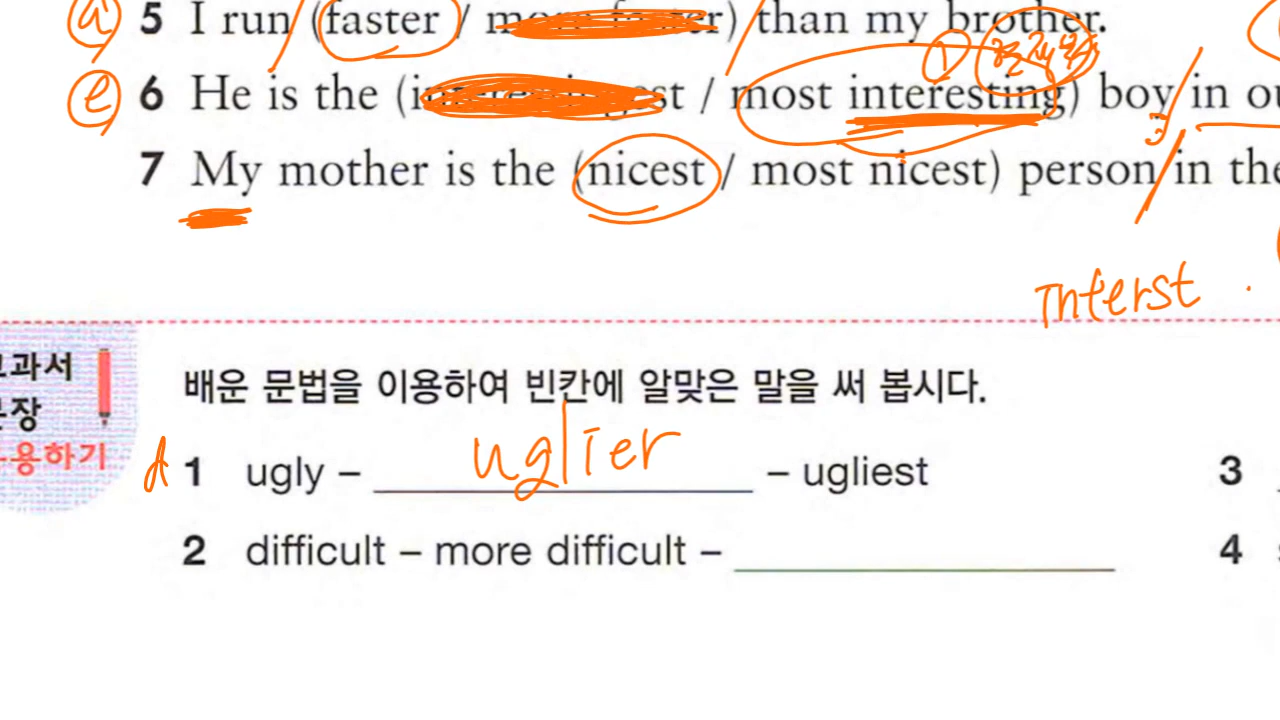 a 5 I run / (faster / more faster) / than my brother.
e 6 He is the (interestingest / most interesting) boy / in ou
7 My mother is the (nicest / most nicest) person / in the
Interst .
교과서
문장
용하기
배운 문법을 이용하여 빈칸에 알맞은 말을 써 봅시다.
d 1 ugly – uglier – ugliest
3
2 difficult – more difficult –
4